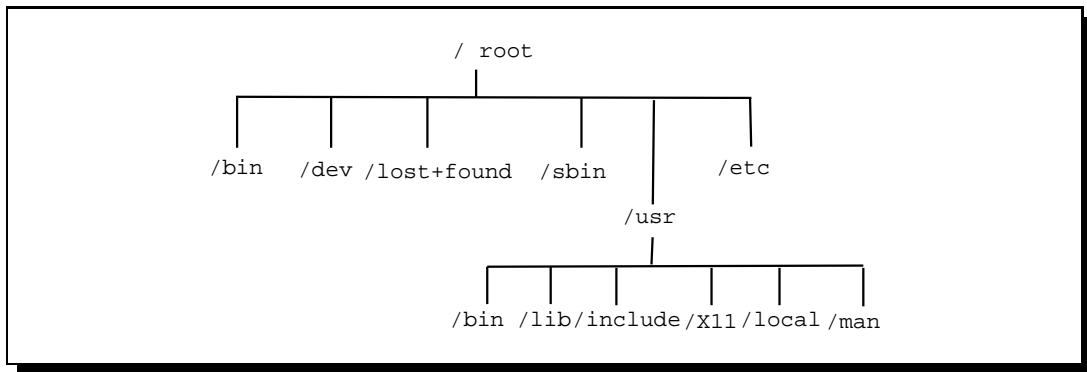 / root
/bin /dev /lost+found /sbin /etc
/usr
/bin /lib/include/X11/local/man